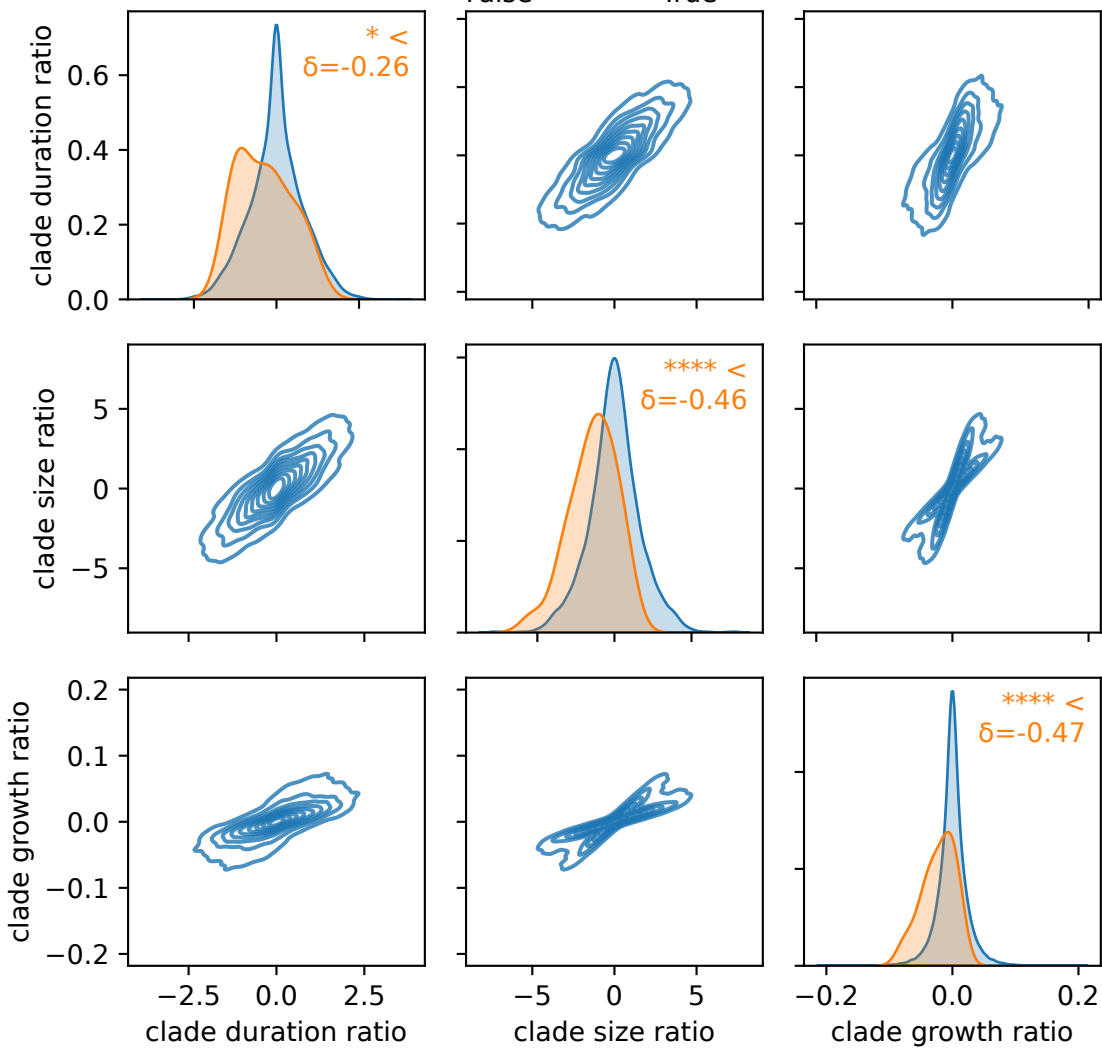 clade duration ratio
0.6
0.4
0.2
0.0
* <
δ=-0.26
clade size ratio
5
0
−5
**** <
δ=-0.46
clade growth ratio
0.2
0.1
0.0
−0.1
−0.2
**** <
δ=-0.47
−2.5 0.0 2.5
−5 0 5
−0.2 0.0 0.2
clade duration ratio
clade size ratio
clade growth ratio